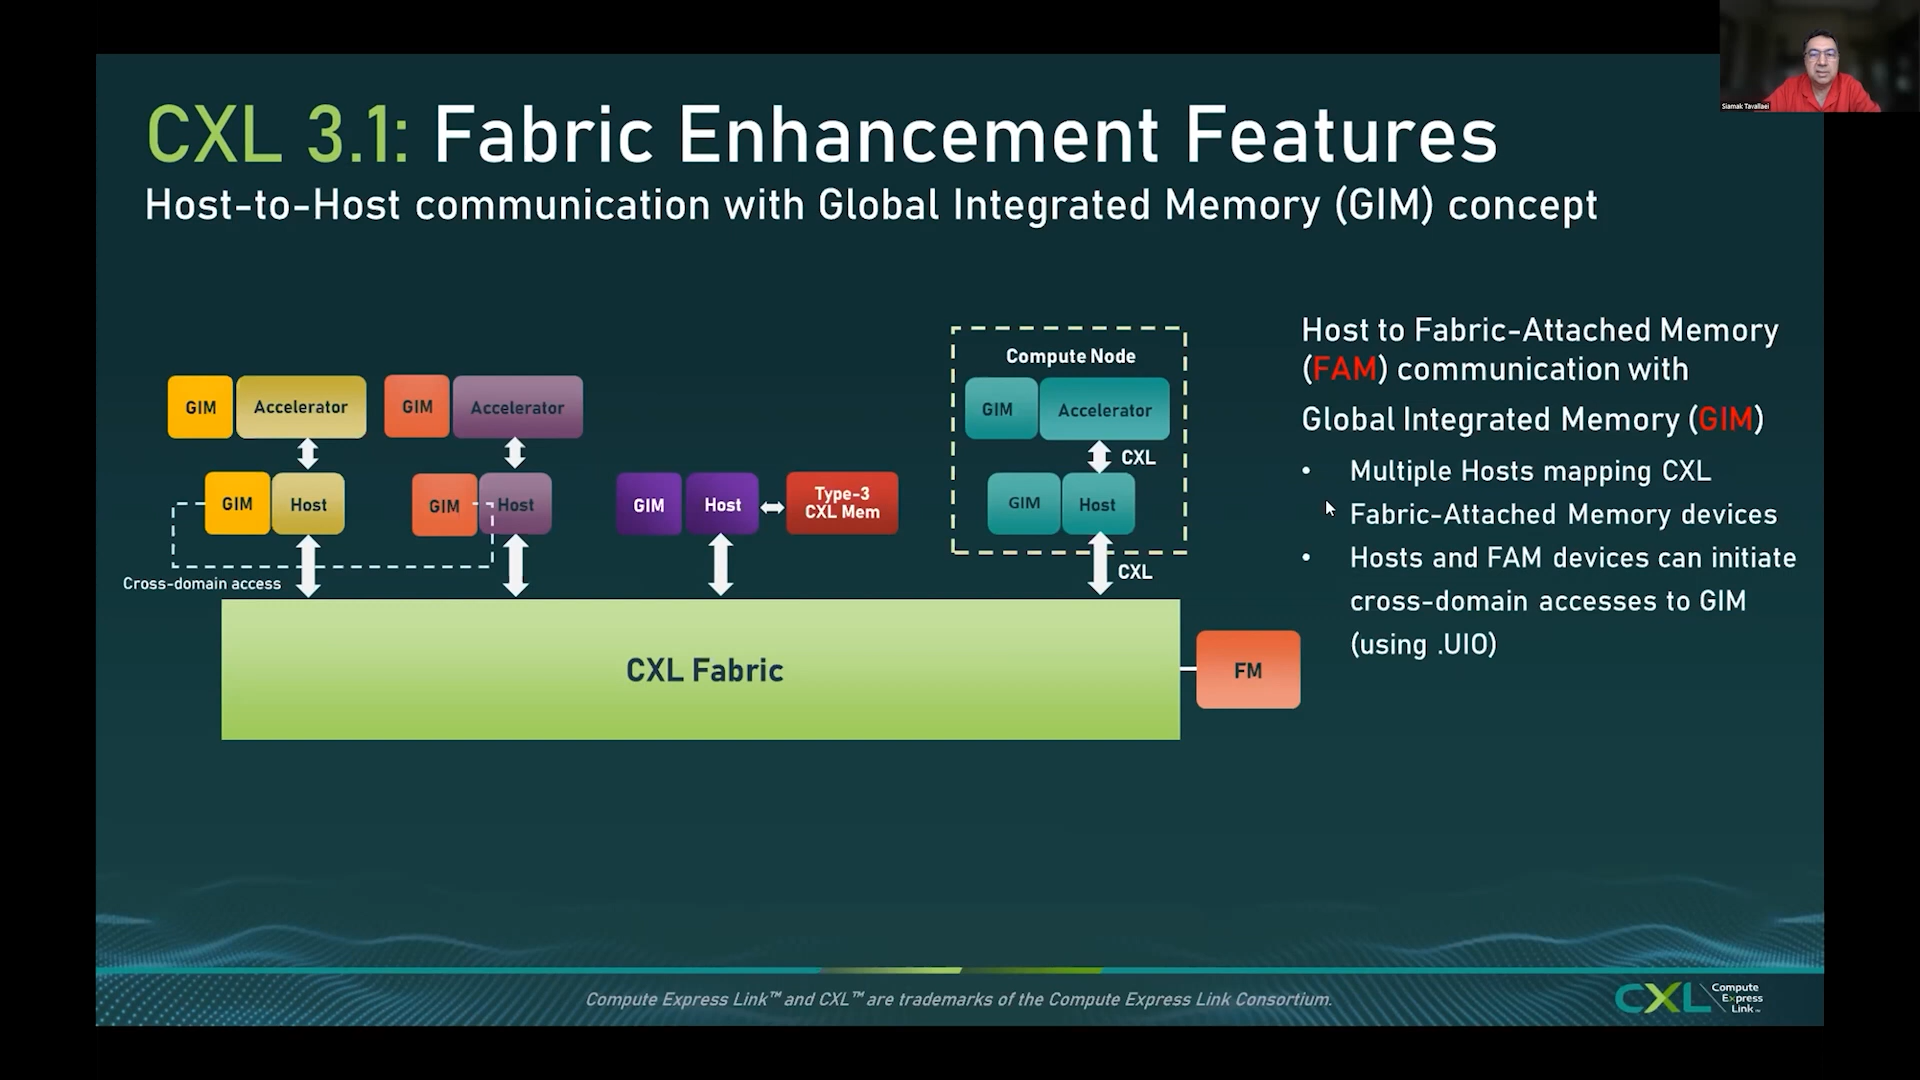 Siamak Tavallaei
CXL 3.1: Fabric Enhancement Features
Host-to-Host communication with Global Integrated Memory (GIM) concept
GIM
Accelerator
GIM
Accelerator
GIM
Host
GIM
Host
Cross-domain access
GIM
Host
Type-3
CXL Mem
Compute Node
GIM
Accelerator
CXL
GIM
Host
CXL
CXL Fabric
FM
Host to Fabric-Attached Memory
(FAM) communication with
Global Integrated Memory (GIM)
• Multiple Hosts mapping CXL
Fabric-Attached Memory devices
• Hosts and FAM devices can initiate
cross-domain accesses to GIM
(using .UIO)
Compute Express Link™ and CXL™ are trademarks of the Compute Express Link Consortium.
CXL
Compute
Express
Link™